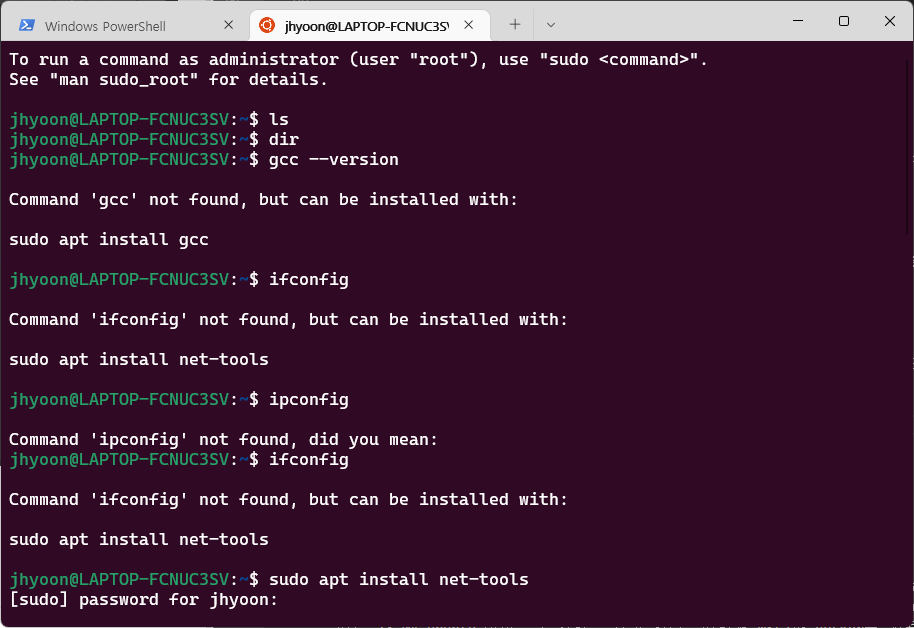 Windows PowerShell
jhyoon@LAPTOP-FCNUC3SV
To run a command as administrator (user "root"), use "sudo <command>".
See "man sudo_root" for details.
jhyoon@LAPTOP-FCNUC3SV:~$ ls
jhyoon@LAPTOP-FCNUC3SV:~$ dir
jhyoon@LAPTOP-FCNUC3SV:~$ gcc --version
Command 'gcc' not found, but can be installed with:
sudo apt install gcc
jhyoon@LAPTOP-FCNUC3SV:~$ ifconfig
Command 'ifconfig' not found, but can be installed with:
sudo apt install net-tools
jhyoon@LAPTOP-FCNUC3SV:~$ ipconfig
Command 'ipconfig' not found, did you mean:
jhyoon@LAPTOP-FCNUC3SV:~$ ifconfig
Command 'ifconfig' not found, but can be installed with:
sudo apt install net-tools
jhyoon@LAPTOP-FCNUC3SV:~$ sudo apt install net-tools
[sudo] password for jhyoon: